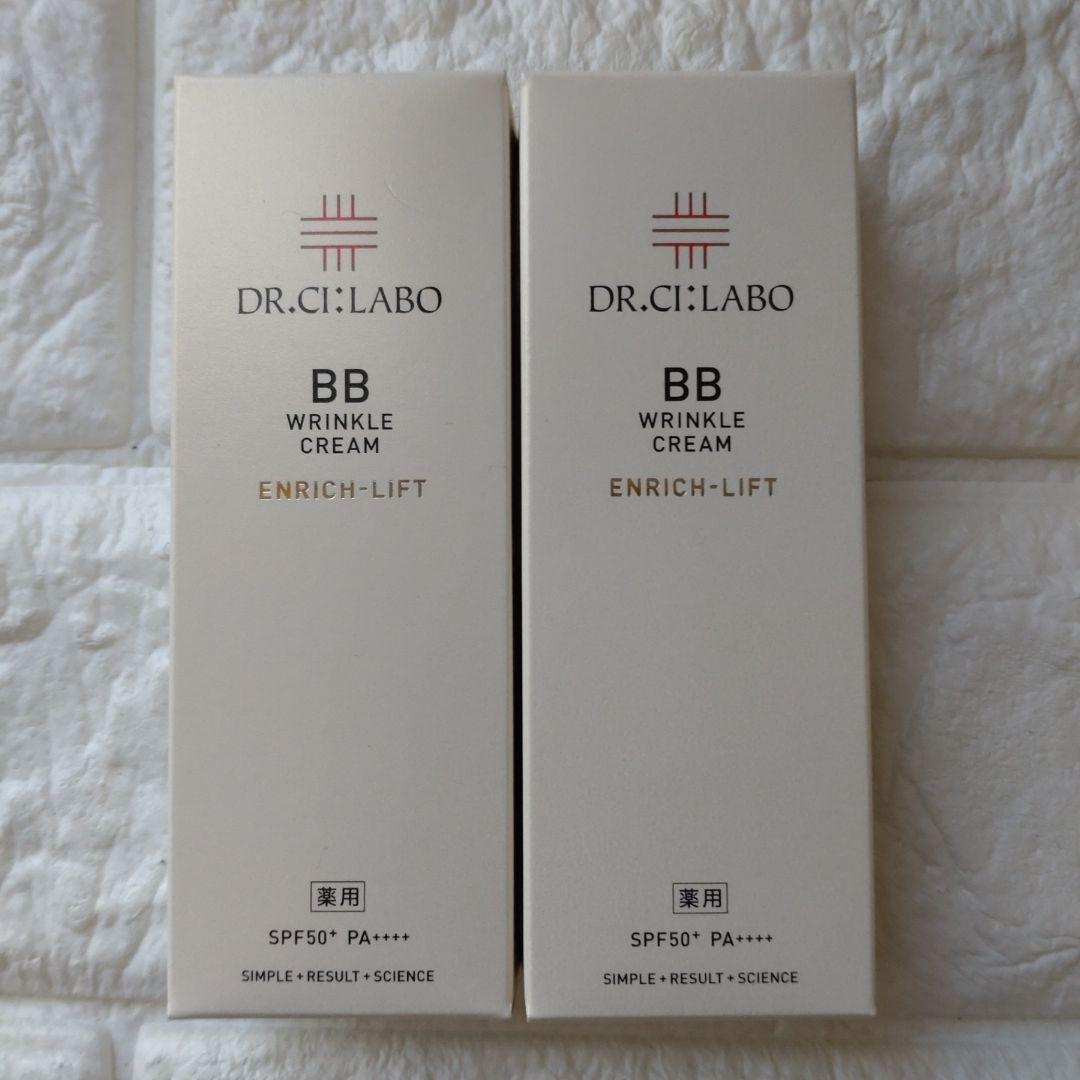 DR.CI:LABO
BB
WRINKLE
CREAM
ENRICH-LIFT
薬用
SPF50+ PA++++
SIMPLE+RESULT+SCIENCE
DR.CI:LABO
BB
WRINKLE
CREAM
ENRICH-LIFT
薬用
SPF50+ PA++++
SIMPLE+RESULT+SCIENCE